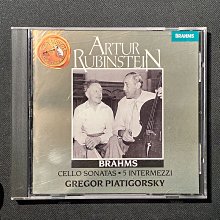 BRAHMS
ARTUR
RUBINSTEIN
BRAHMS
CELLO SONATAS • 5 INTERMEZZI
GREGOR PIATIGORSKY